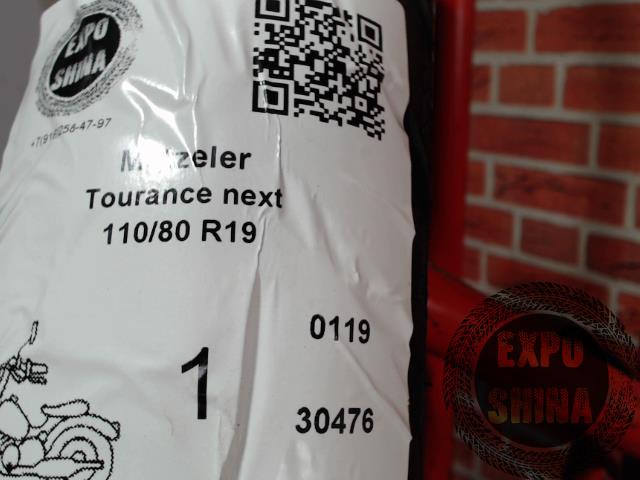 EXPO
SHINA
Tourance next
110/80 R19
0119
1
30476
EXPO
SHINA